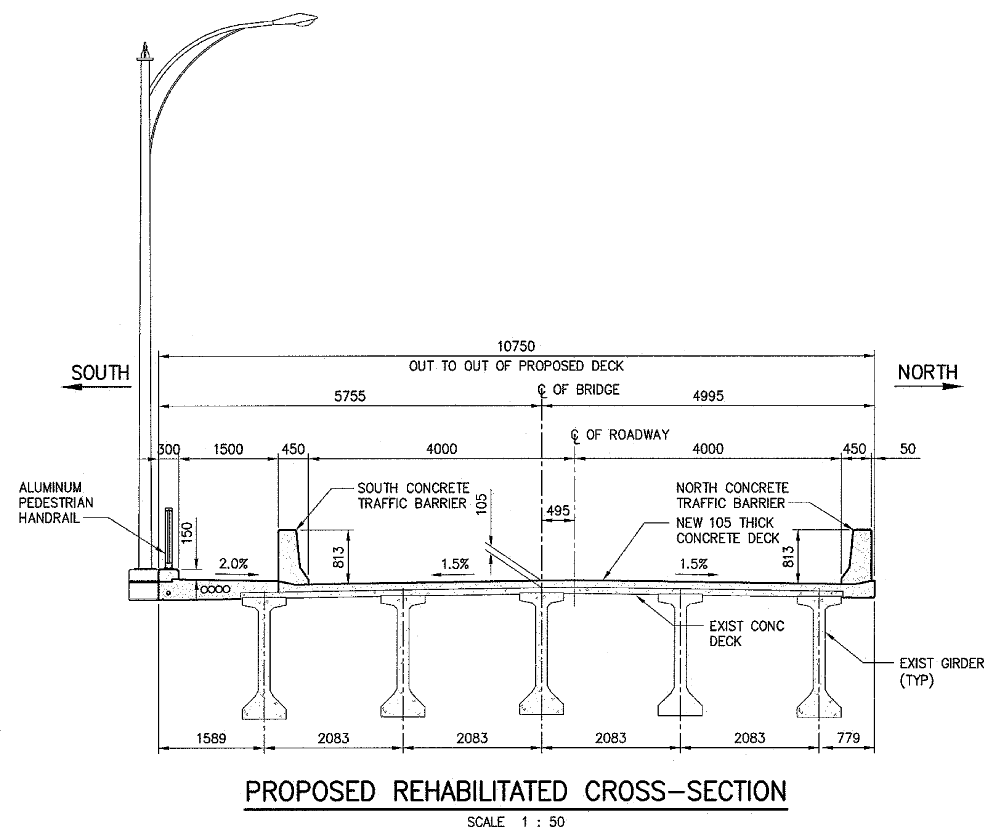 10750
SOUTH
OUT TO OUT OF PROPOSED DECK
NORTH
5755
℄ OF BRIDGE
4995
℄ OF ROADWAY
300
1500
450
4000
4000
450
50
ALUMINUM
PEDESTRIAN
HANDRAIL
150
SOUTH CONCRETE
TRAFFIC BARRIER
105
495
NORTH CONCRETE
TRAFFIC BARRIER
NEW 105 THICK
CONCRETE DECK
813
813
2.0%
1.5%
1.5%
EXIST CONC
DECK
EXIST GIRDER
(TYP)
1589
2083
2083
2083
2083
779
PROPOSED REHABILITATED CROSS-SECTION
SCALE 1 : 50